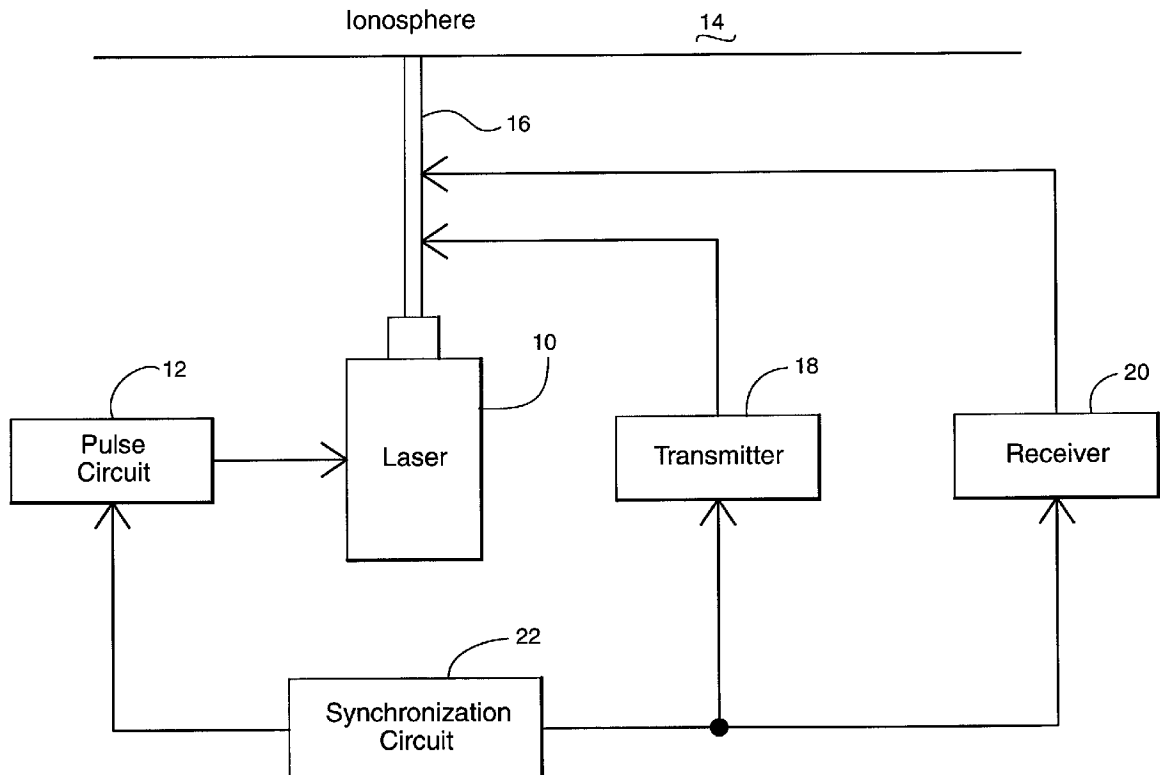 Ionosphere
14
16
10
12
18
20
Pulse
Circuit
Laser
Transmitter
Receiver
22
Synchronization
Circuit